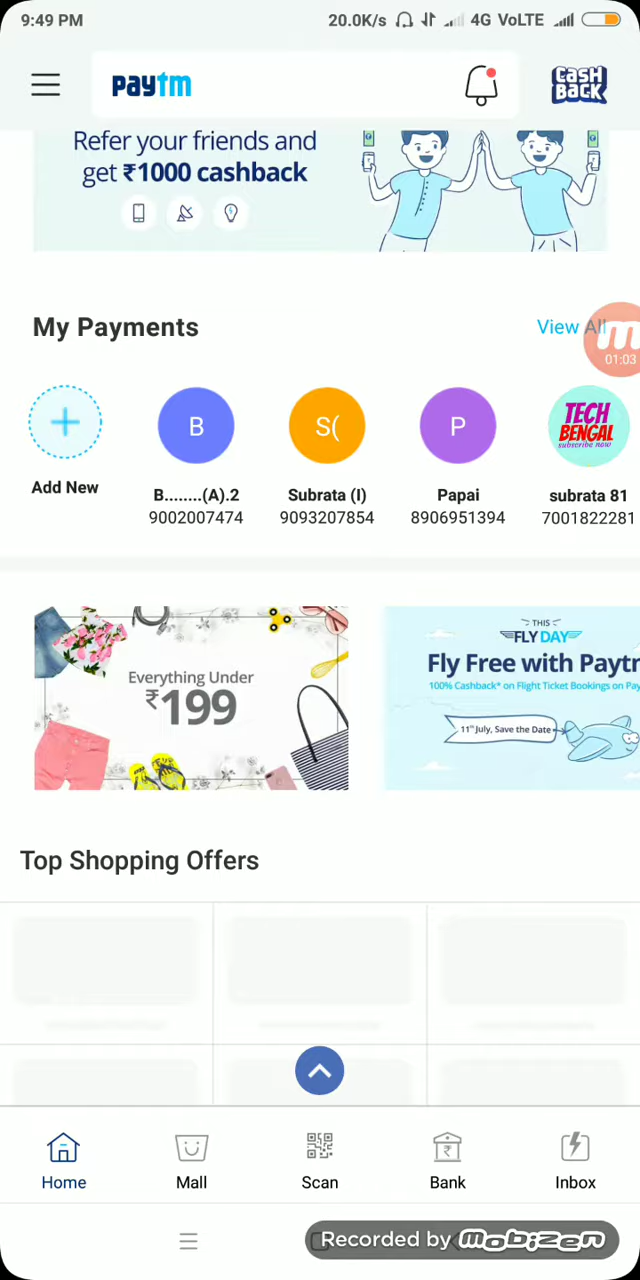 9:49 PM
20.0K/s
4G VoLTE
paytm
CASH
BACK
Refer your friends and
get ₹1000 cashback
My Payments
View All
01:03
B
S(
P
TECH
BENGAL
subscribe now
Add New
B.......(A).2
9002007474
Subrata (I)
9093207854
Papai
8906951394
subrata 81
7001822281
Everything Under
₹199
THIS
FLY DAY
Fly Free with Paytm
100% Cashback* on Flight Ticket Bookings on Pay
11th July, Save the Date
Top Shopping Offers
Home
Mall
Scan
Bank
Inbox
Recorded by mobizen